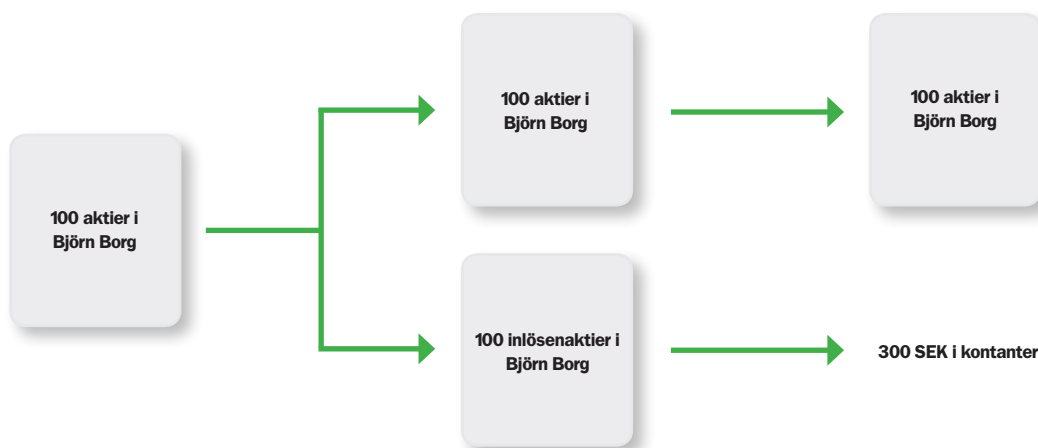 100 aktier i
Björn Borg
100 aktier i
Björn Borg
100 aktier i
Björn Borg
100 inlösenaktier i
Björn Borg
300 SEK i kontanter